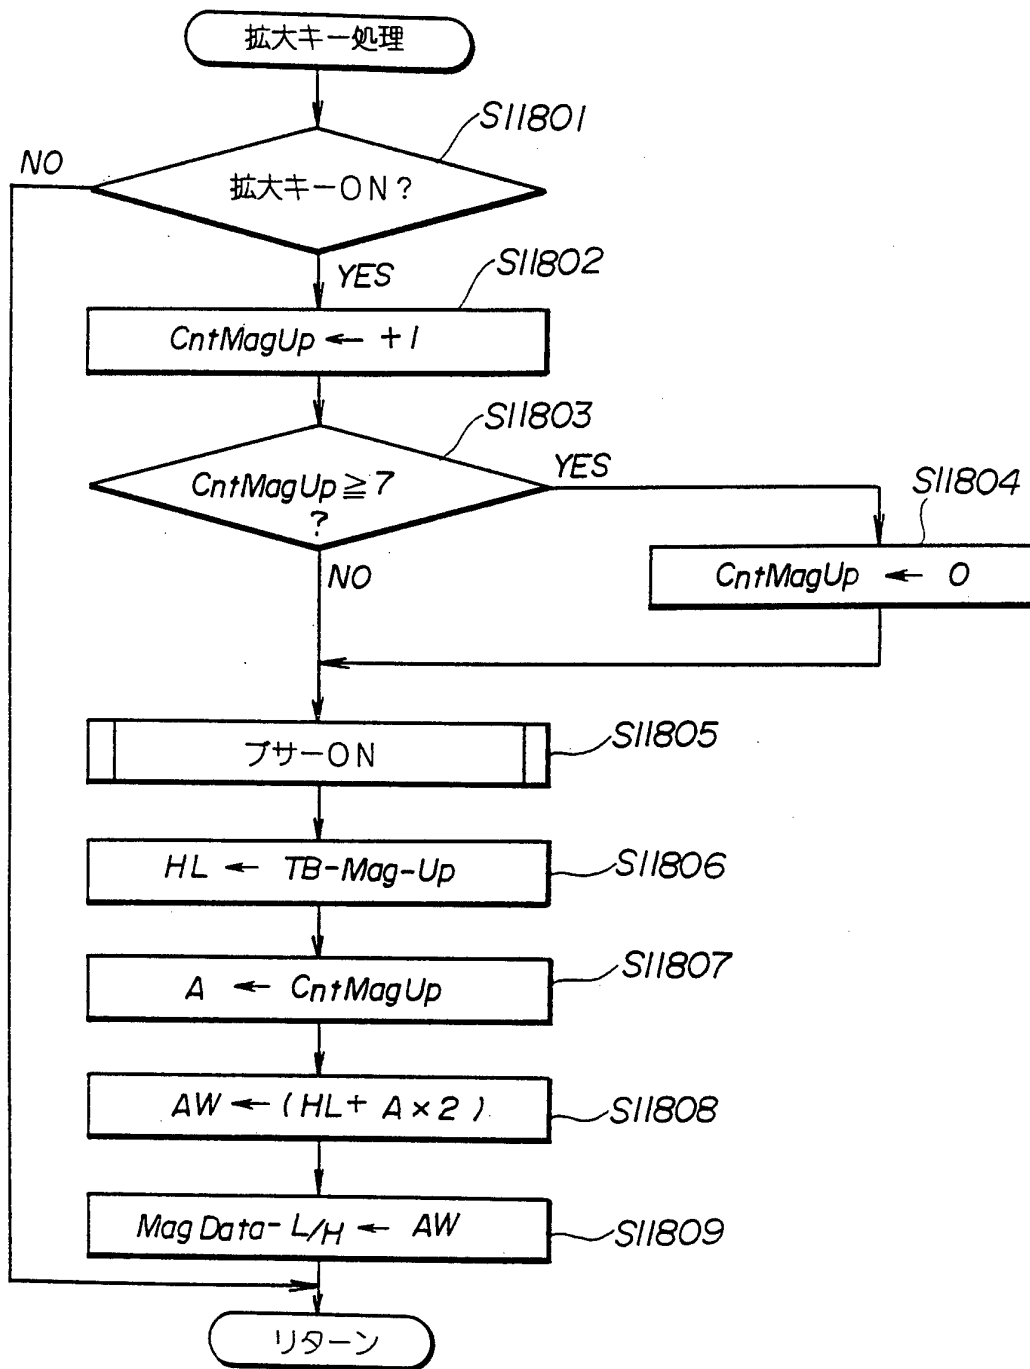 拡大キー処理
S11801
NO
拡大キーON?
YES
S11802
CntMagUp ← +1
S11803
CntMagUp ≧ 7
?
YES
NO
S11804
CntMagUp ← 0
ブザーON
S11805
HL ← TB-Mag-Up
S11806
A ← CntMagUp
S11807
AW ← (HL + A × 2)
S11808
Mag Data - L/H ← AW
S11809
リターン